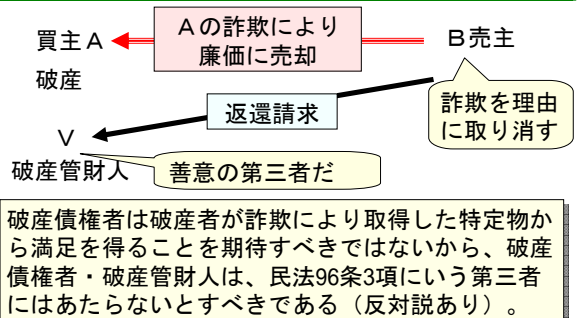 買主A
Aの詐欺により
廉価に売却
B売主
破産
詐欺を理由
に取り消す
返還請求
V
破産管財人
善意の第三者だ
破産債権者は破産者が詐欺により取得した特定物か
ら満足を得ることを期待すべきではないから、破産
債権者・破産管財人は、民法96条3項にいう第三者
にはあたらないとすべきである（反対説あり）。